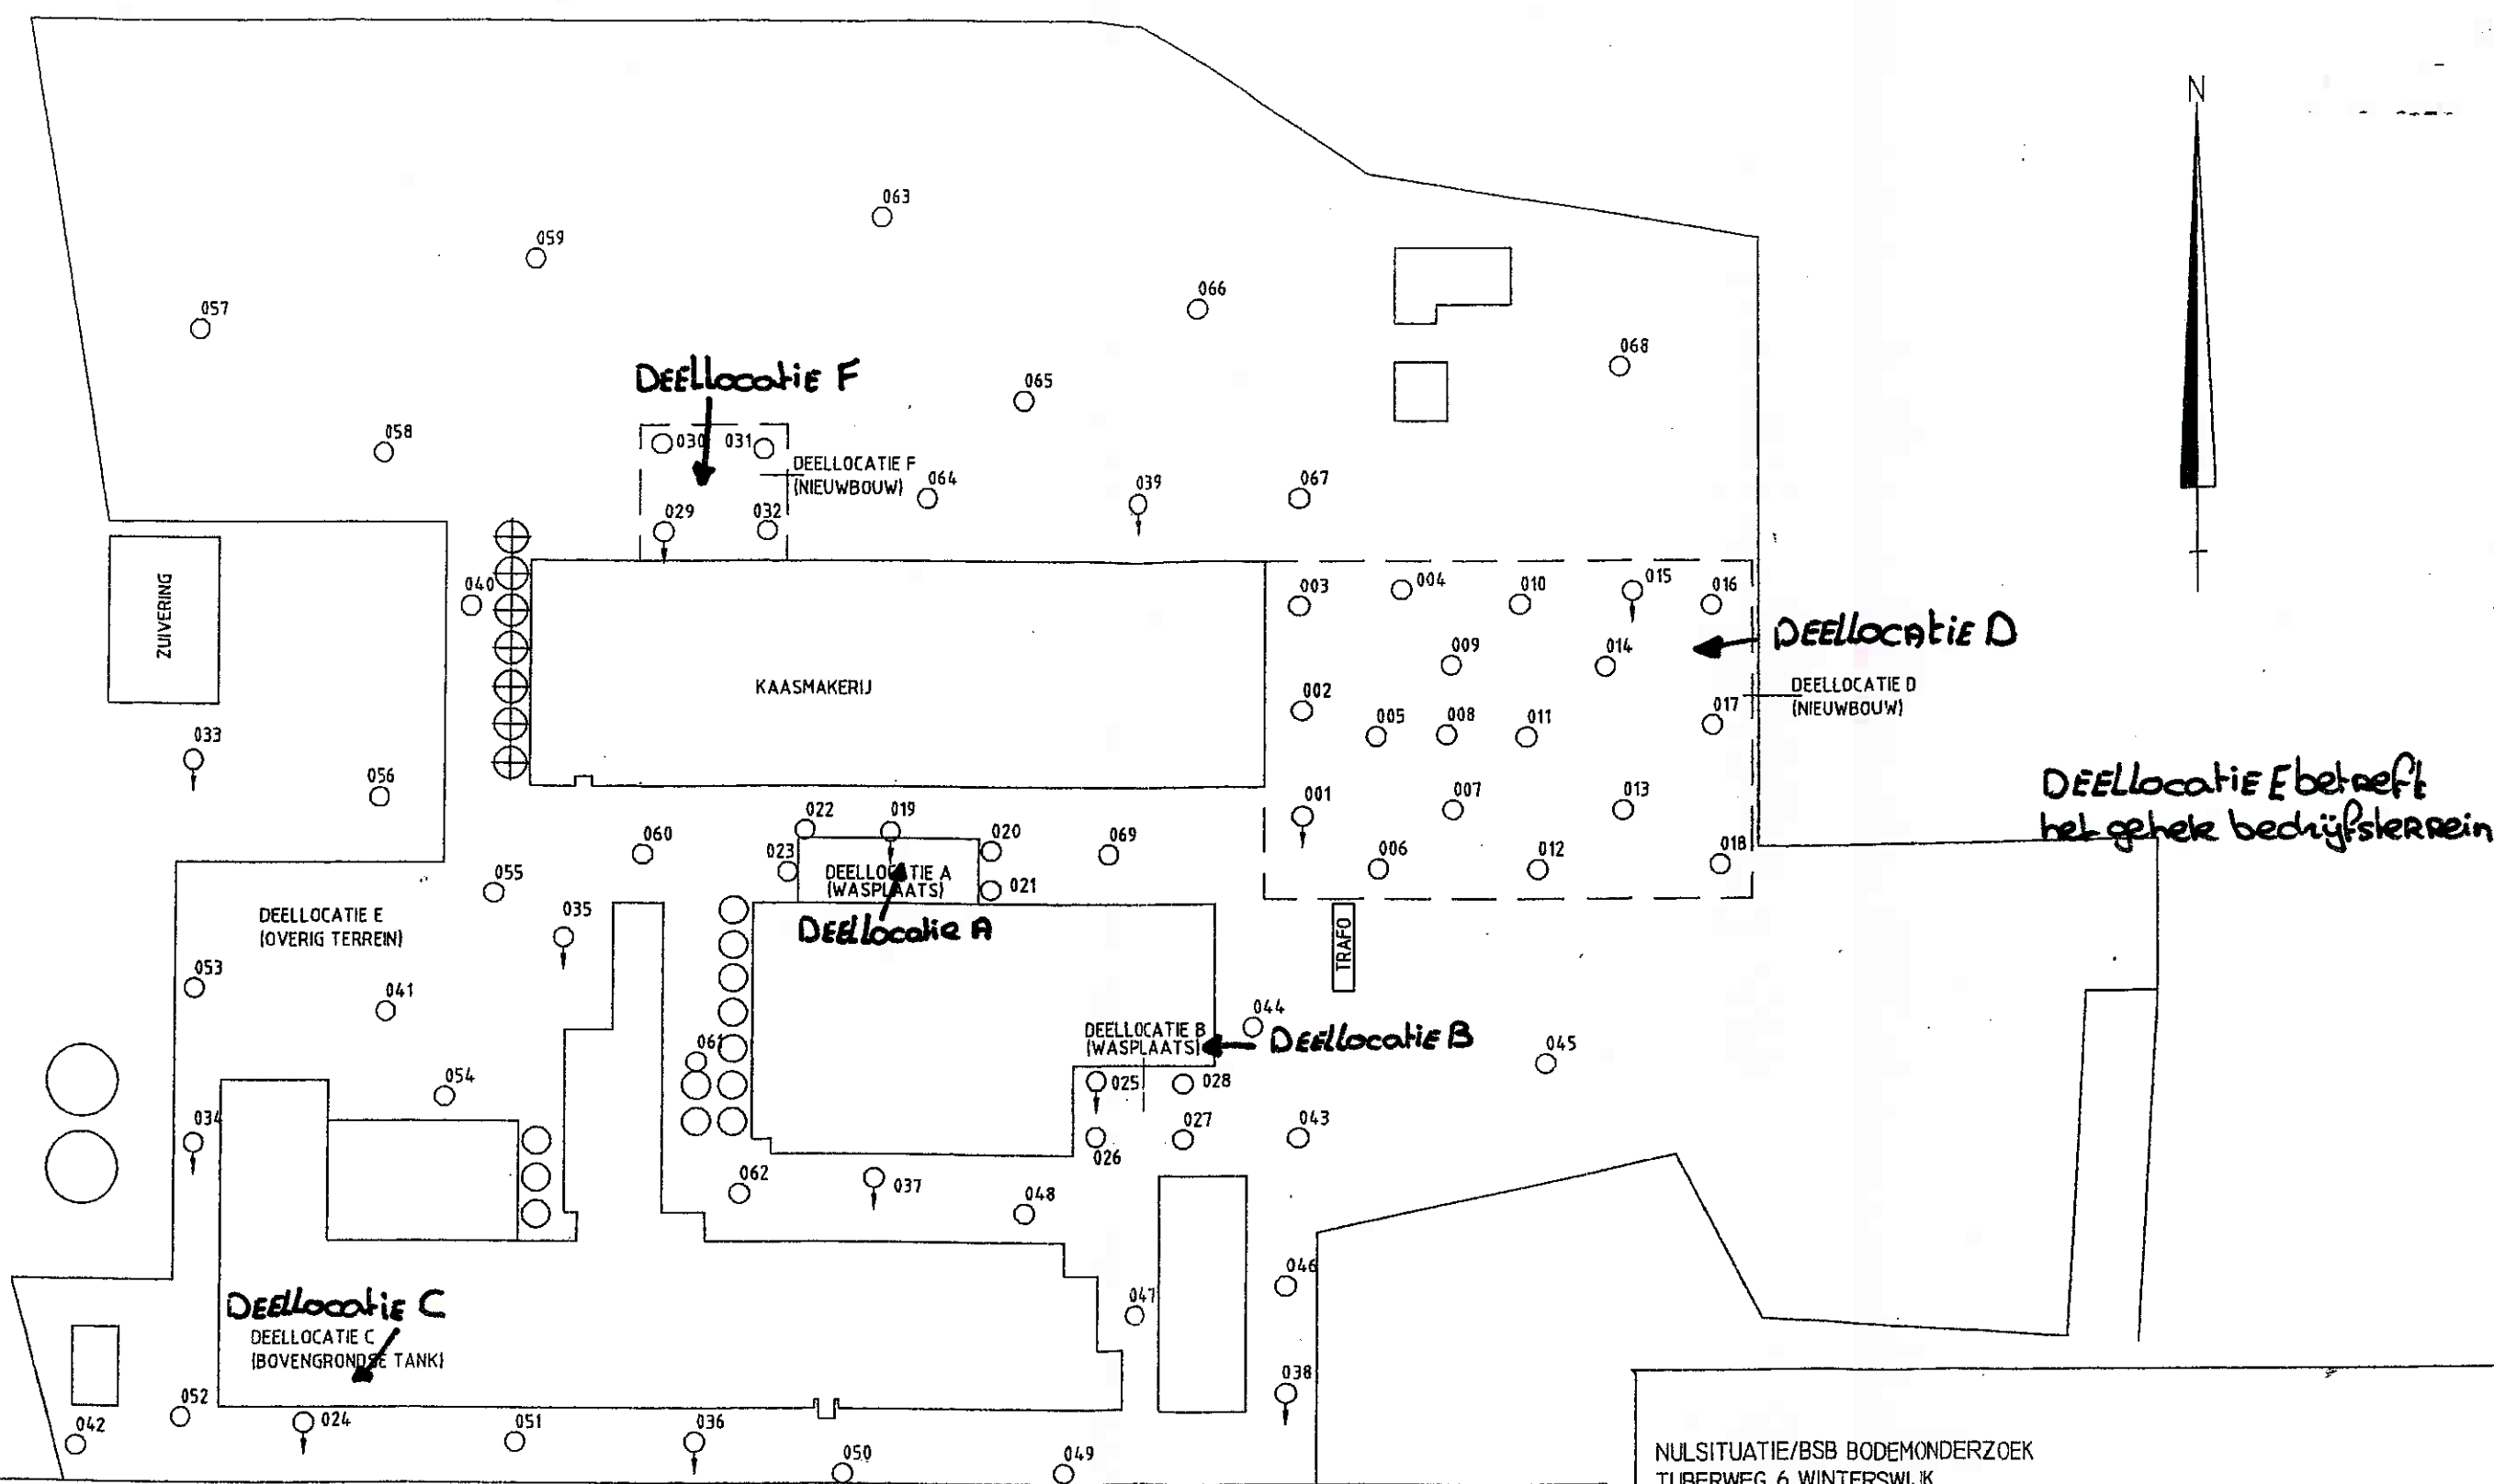 N
063
059
066
057
068
DEELlocatiE F
065
058
030
031
DEELLOCATIE F
(NIEUWBOUW)
064
039
067
029
032
040
003
004
010
015
016
ZUIVERING
DEELlocAtiE D
009
014
KAASMAKERIJ
002
DEELLOCATIE D
(NIEUWBOUW)
017
005
008
011
033
056
DEELlocatiE E betreft
het gehele bedrijfsterrein
001
007
013
022
019
020
069
060
023
006
012
018
DEELLOCATIE A
(WASPLAATS)
021
055
DEELLOCATIE E
(OVERIG TERREIN)
035
DEEllocatie A
TRAFO
053
041
044
DEELLOCATIE B
(WASPLAATS)
DEEllocatiE B
061
045
054
025
028
034
027
043
026
062
037
048
046
047
DEELlocatiE C
DEELLOCATIE C
(BOVENGRONDSE TANK)
038
052
042
024
051
036
050
049
NULSITUATIE/BSB BODEMONDERZOEK
TUBERWEG 6 WINTERSWIJK